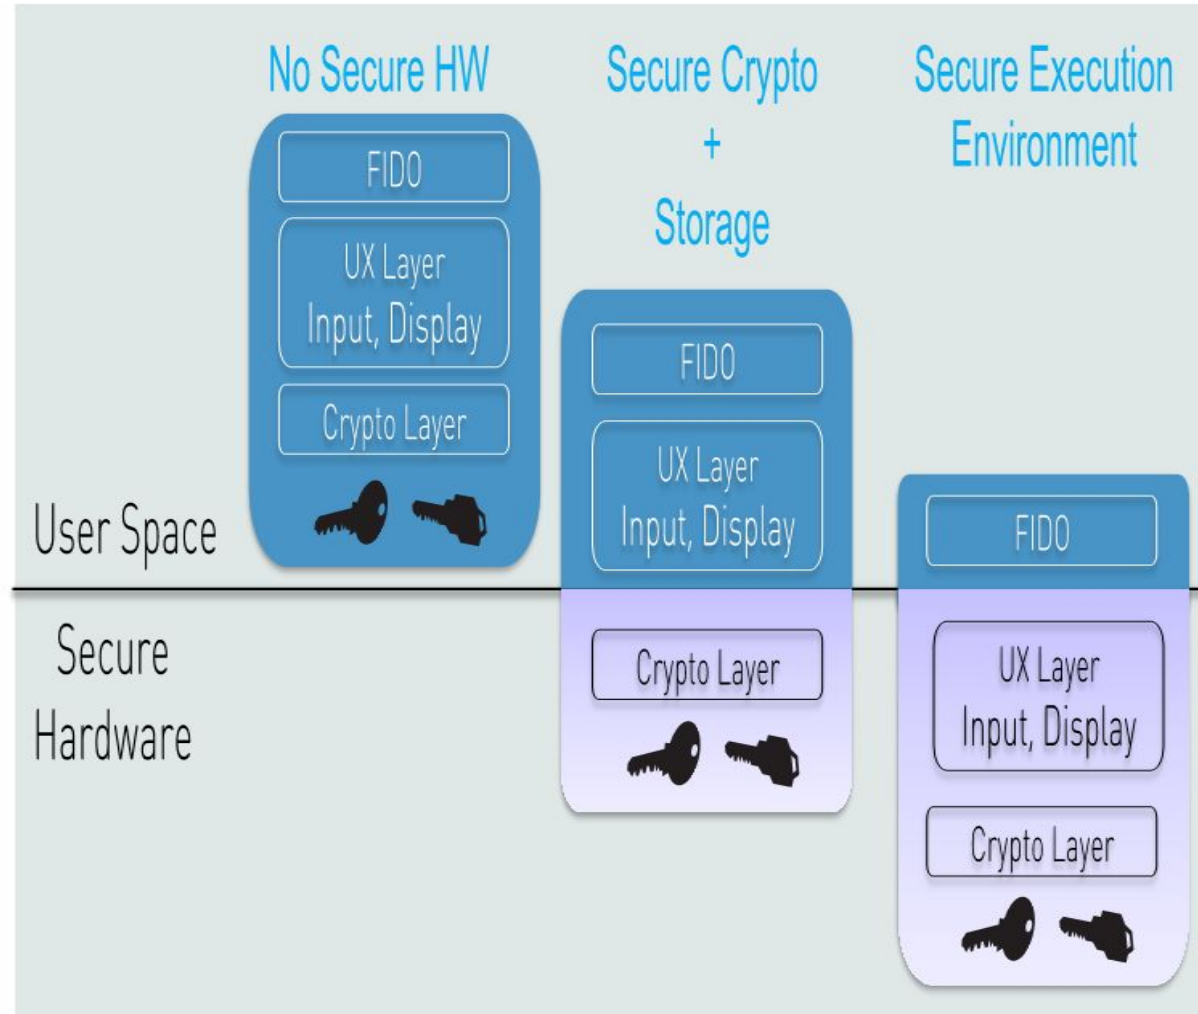 No Secure HW
FIDO
UX Layer
Input, Display
Crypto Layer
Secure Crypto
+
Storage
FIDO
UX Layer
Input, Display
Crypto Layer
Secure Execution
Environment
FIDO
UX Layer
Input, Display
Crypto Layer
User Space
Secure
Hardware